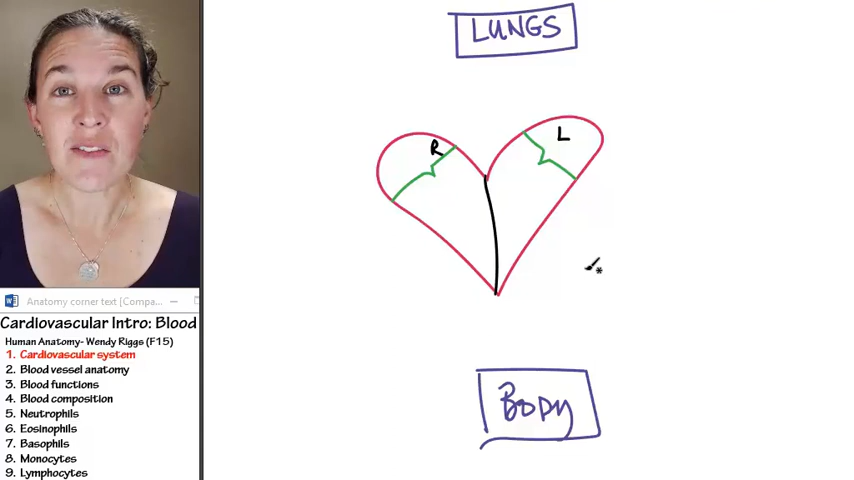 LUNGS
R
L
BODY
Anatomy corner text [Compa...
Cardiovascular Intro: Blood
Human Anatomy- Wendy Riggs (F15)
1. Cardiovascular system
2. Blood vessel anatomy
3. Blood functions
4. Blood composition
5. Neutrophils
6. Eosinophils
7. Basophils
8. Monocytes
9. Lymphocytes